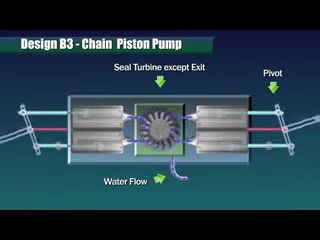 Design B3 - Chain Piston Pump
Seal Turbine except Exit
Pivot
Water Flow